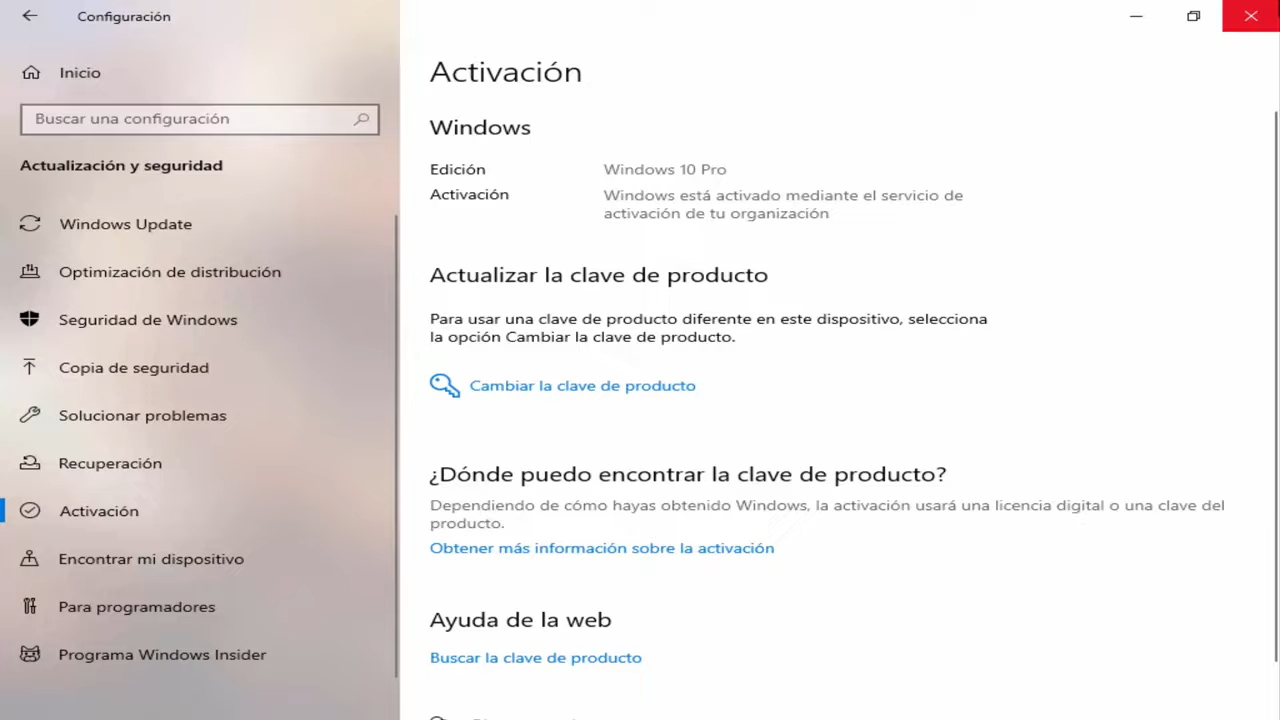 Configuración
Inicio
Buscar una configuración
Actualización y seguridad
Windows Update
Optimización de distribución
Seguridad de Windows
Copia de seguridad
Solucionar problemas
Recuperación
Activación
Encontrar mi dispositivo
Para programadores
Programa Windows Insider
Activación
Windows
Edición Windows 10 Pro
Activación Windows está activado mediante el servicio de
activación de tu organización
Actualizar la clave de producto
Para usar una clave de producto diferente en este dispositivo, selecciona
la opción Cambiar la clave de producto.
Cambiar la clave de producto
¿Dónde puedo encontrar la clave de producto?
Dependiendo de cómo hayas obtenido Windows, la activación usará una licencia digital o una clave del
producto.
Obtener más información sobre la activación
Ayuda de la web
Buscar la clave de producto